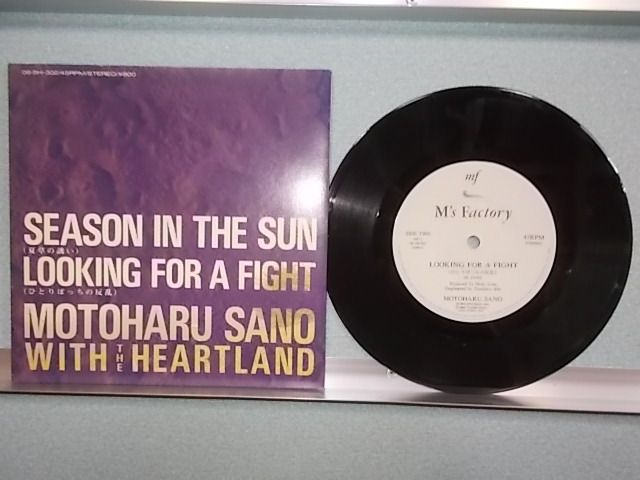 SEASON IN THE SUN
(夏草の誘い)
LOOKING FOR A FIGHT
(ひとりぼっちの反乱)
MOTOHARU SANO
WITH THE HEARTLAND
mf
M's Factory
SIDE TWO
45RPM
LOOKING FOR A FIGHT
MOTOHARU SANO